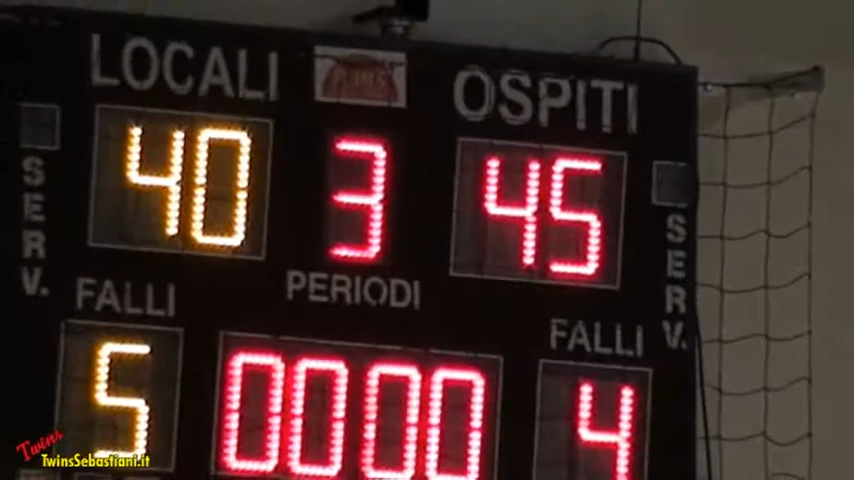 LOCALI
OSPITI
40
3
45
SERV.
PERIODI
SERV.
FALLI
FALLI
5
0000
4
Twins
TwinsSebastiani.it